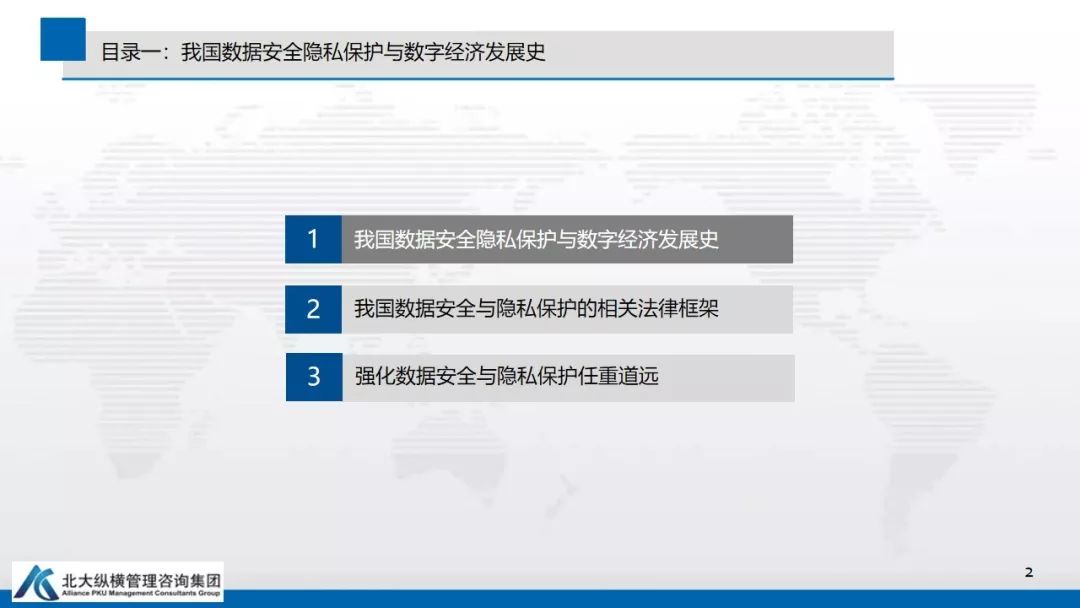 目录一：我国数据安全隐私保护与数字经济发展史
1 我国数据安全隐私保护与数字经济发展史
2 我国数据安全与隐私保护的相关法律框架
3 强化数据安全与隐私保护任重道远
2
北大纵横管理咨询集团
Alliance PKU Management Consultants Group